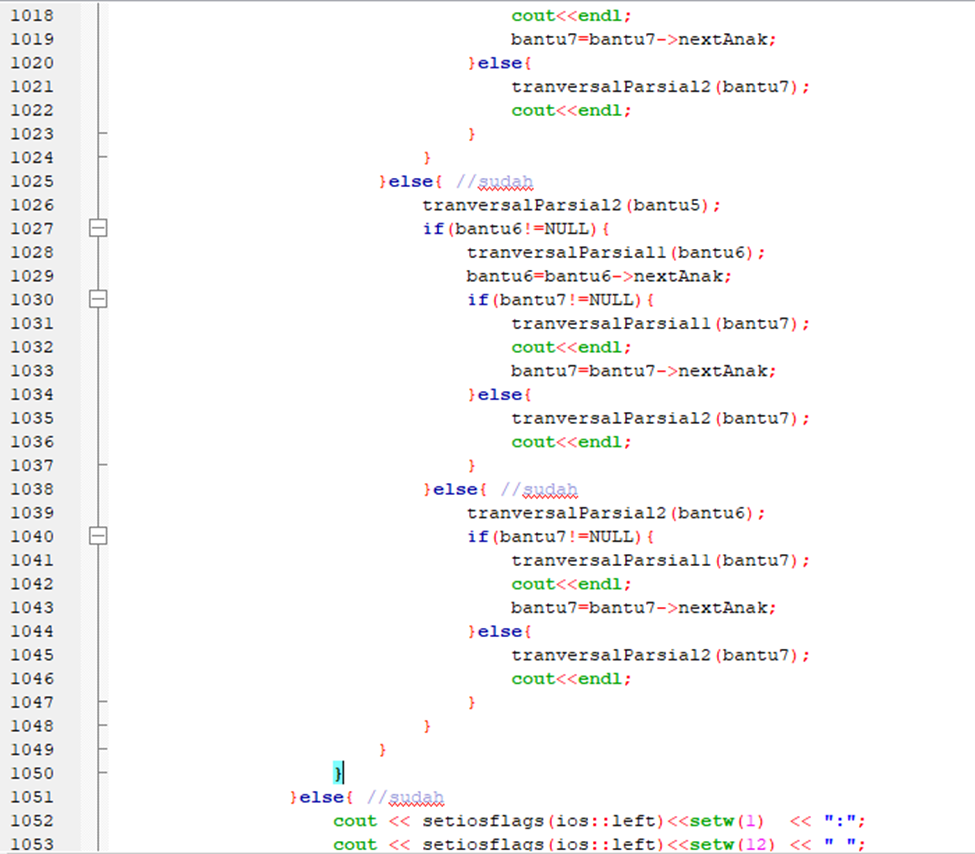 1018 cout<<endl;
1019 bantu7=bantu7->nextAnak;
1020 }else{
1021 tranversalParsial2(bantu7);
1022 cout<<endl;
1023 }
1024 }
1025 }else{ //sudah
1026 tranversalParsial2(bantu5);
1027 if(bantu6!=NULL){
1028 tranversalParsial1(bantu6);
1029 bantu6=bantu6->nextAnak;
1030 if(bantu7!=NULL){
1031 tranversalParsial1(bantu7);
1032 cout<<endl;
1033 bantu7=bantu7->nextAnak;
1034 }else{
1035 tranversalParsial2(bantu7);
1036 cout<<endl;
1037 }
1038 }else{ //sudah
1039 tranversalParsial2(bantu6);
1040 if(bantu7!=NULL){
1041 tranversalParsial1(bantu7);
1042 cout<<endl;
1043 bantu7=bantu7->nextAnak;
1044 }else{
1045 tranversalParsial2(bantu7);
1046 cout<<endl;
1047 }
1048 }
1049 }
1050 }
1051 }else{ //sudah
1052 cout << setiosflags(ios::left)<<setw(1)  << ":";
1053 cout << setiosflags(ios::left)<<setw(12) << " ";